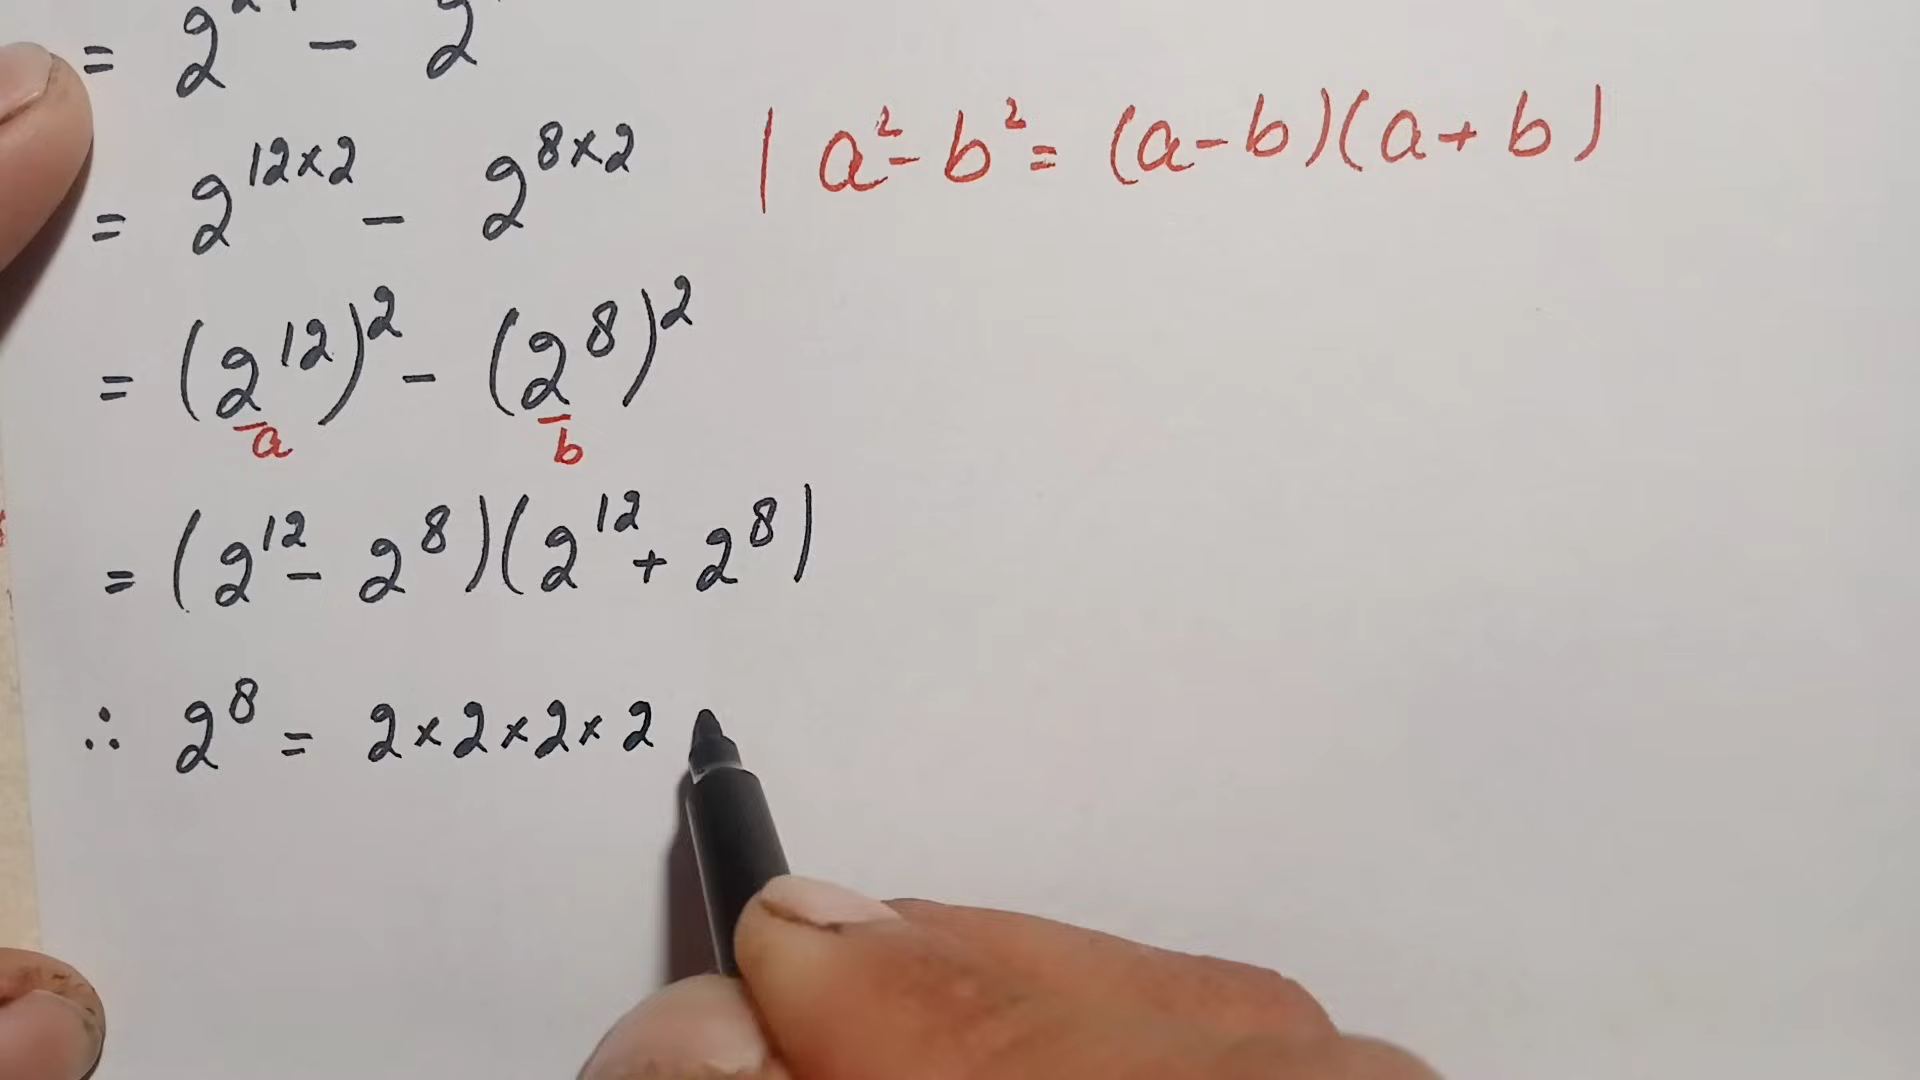 = 2 - 2
= 2^{12×2} - 2^{8×2} | a² - b² = (a - b)(a + b)
= (2^{12})² - (2^8)²
a b
= (2^{12} - 2^8)(2^{12} + 2^8)
∴ 2^8 = 2 × 2 × 2 × 2